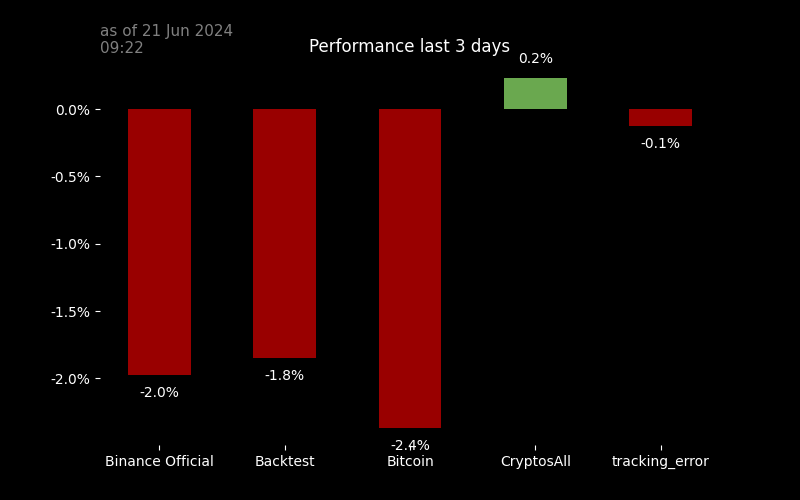 as of 21 Jun 2024
09:22
Performance last 3 days
0.2%
0.0%
-0.1%
-0.5%
-1.0%
-1.5%
-1.8%
-2.0%
-2.0%
-2.4%
Binance Official
Backtest
Bitcoin
CryptosAll
tracking_error